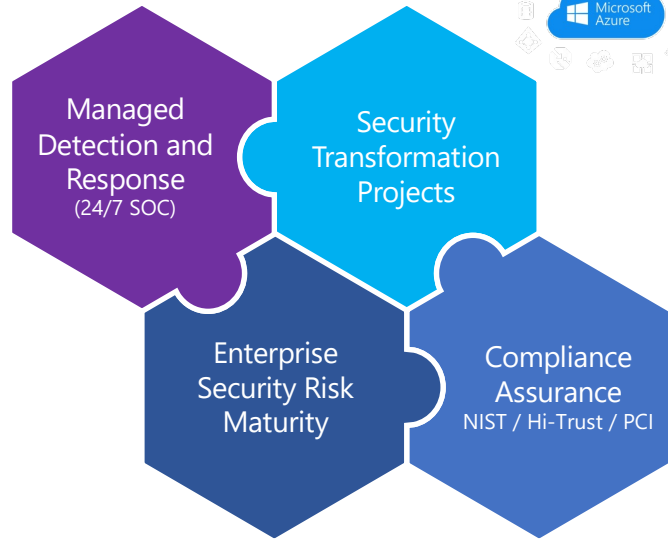 Microsoft
Azure
Managed
Detection and
Response
(24/7 SOC)
Security
Transformation
Projects
Enterprise
Security Risk
Maturity
Compliance
Assurance
NIST / Hi-Trust / PCI